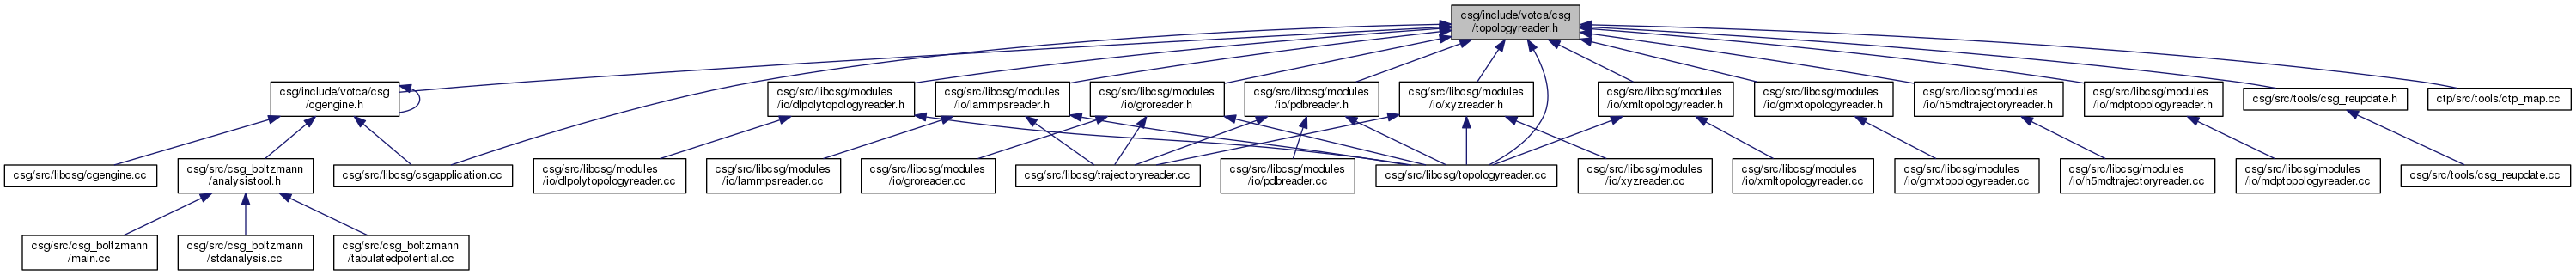 csg/include/votca/csg
/topologyreader.h
csg/include/votca/csg
/cgengine.h
csg/src/libcsg/modules
/io/dlpolytopologyreader.h
csg/src/libcsg/modules
/io/lammpsreader.h
csg/src/libcsg/modules
/io/groreader.h
csg/src/libcsg/modules
/io/pdbreader.h
csg/src/libcsg/modules
/io/xyzreader.h
csg/src/libcsg/modules
/io/xmltopologyreader.h
csg/src/libcsg/modules
/io/gmxtopologyreader.h
csg/src/libcsg/modules
/io/h5mdtrajectoryreader.h
csg/src/libcsg/modules
/io/mdptopologyreader.h
csg/src/tools/csg_reupdate.h
ctp/src/tools/ctp_map.cc
csg/src/libcsg/cgengine.cc
csg/src/csg_boltzmann
/analysistool.h
csg/src/libcsg/csgapplication.cc
csg/src/libcsg/modules
/io/dlpolytopologyreader.cc
csg/src/libcsg/modules
/io/lammpsreader.cc
csg/src/libcsg/modules
/io/groreader.cc
csg/src/libcsg/trajectoryreader.cc
csg/src/libcsg/modules
/io/pdbreader.cc
csg/src/libcsg/topologyreader.cc
csg/src/libcsg/modules
/io/xyzreader.cc
csg/src/libcsg/modules
/io/xmltopologyreader.cc
csg/src/libcsg/modules
/io/gmxtopologyreader.cc
csg/src/libcsg/modules
/io/h5mdtrajectoryreader.cc
csg/src/libcsg/modules
/io/mdptopologyreader.cc
csg/src/tools/csg_reupdate.cc
csg/src/csg_boltzmann
/main.cc
csg/src/csg_boltzmann
/stdanalysis.cc
csg/src/csg_boltzmann
/tabulatedpotential.cc